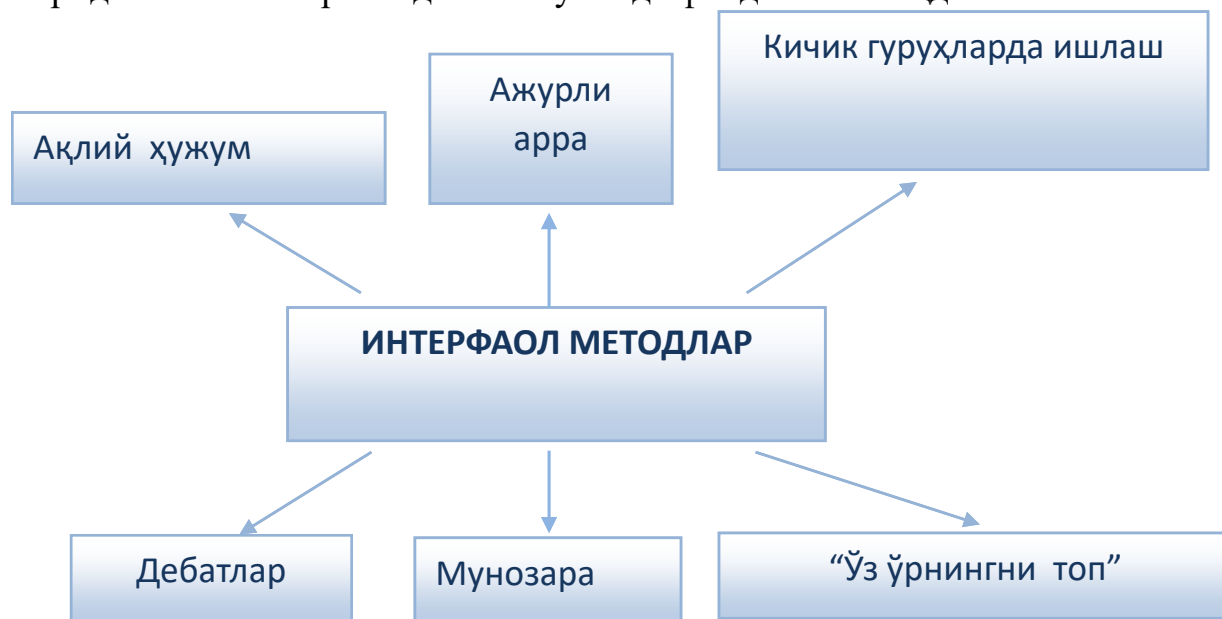 Кичик гуруҳларда ишлаш
Ажурли
арра
Ақлий ҳужум
ИНТЕРФАОЛ МЕТОДЛАР
Дебатлар
Мунозара
“Ўз ўрнингни топ”